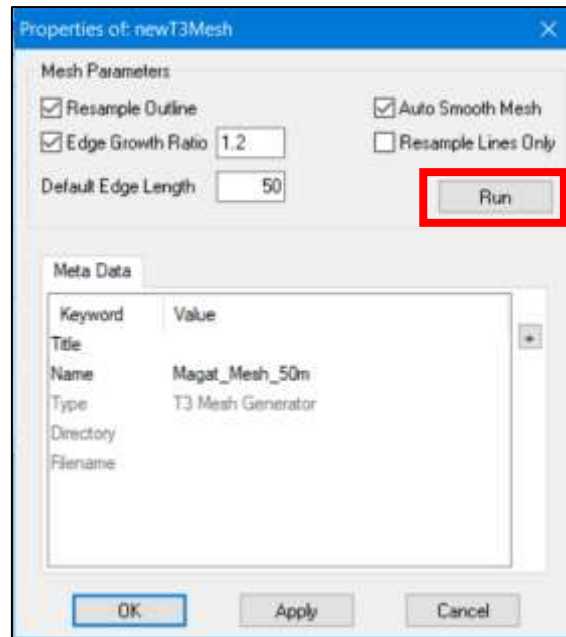 Properties of: newT3Mesh
Mesh Parameters
Resample Outline
Auto Smooth Mesh
Edge Growth Ratio 1.2
Resample Lines Only
Default Edge Length 50
Run
Meta Data
Keyword Value
Title
Name Magat_Mesh_50m
Type T3 Mesh Generator
Directory
Filename
+
OK Apply Cancel